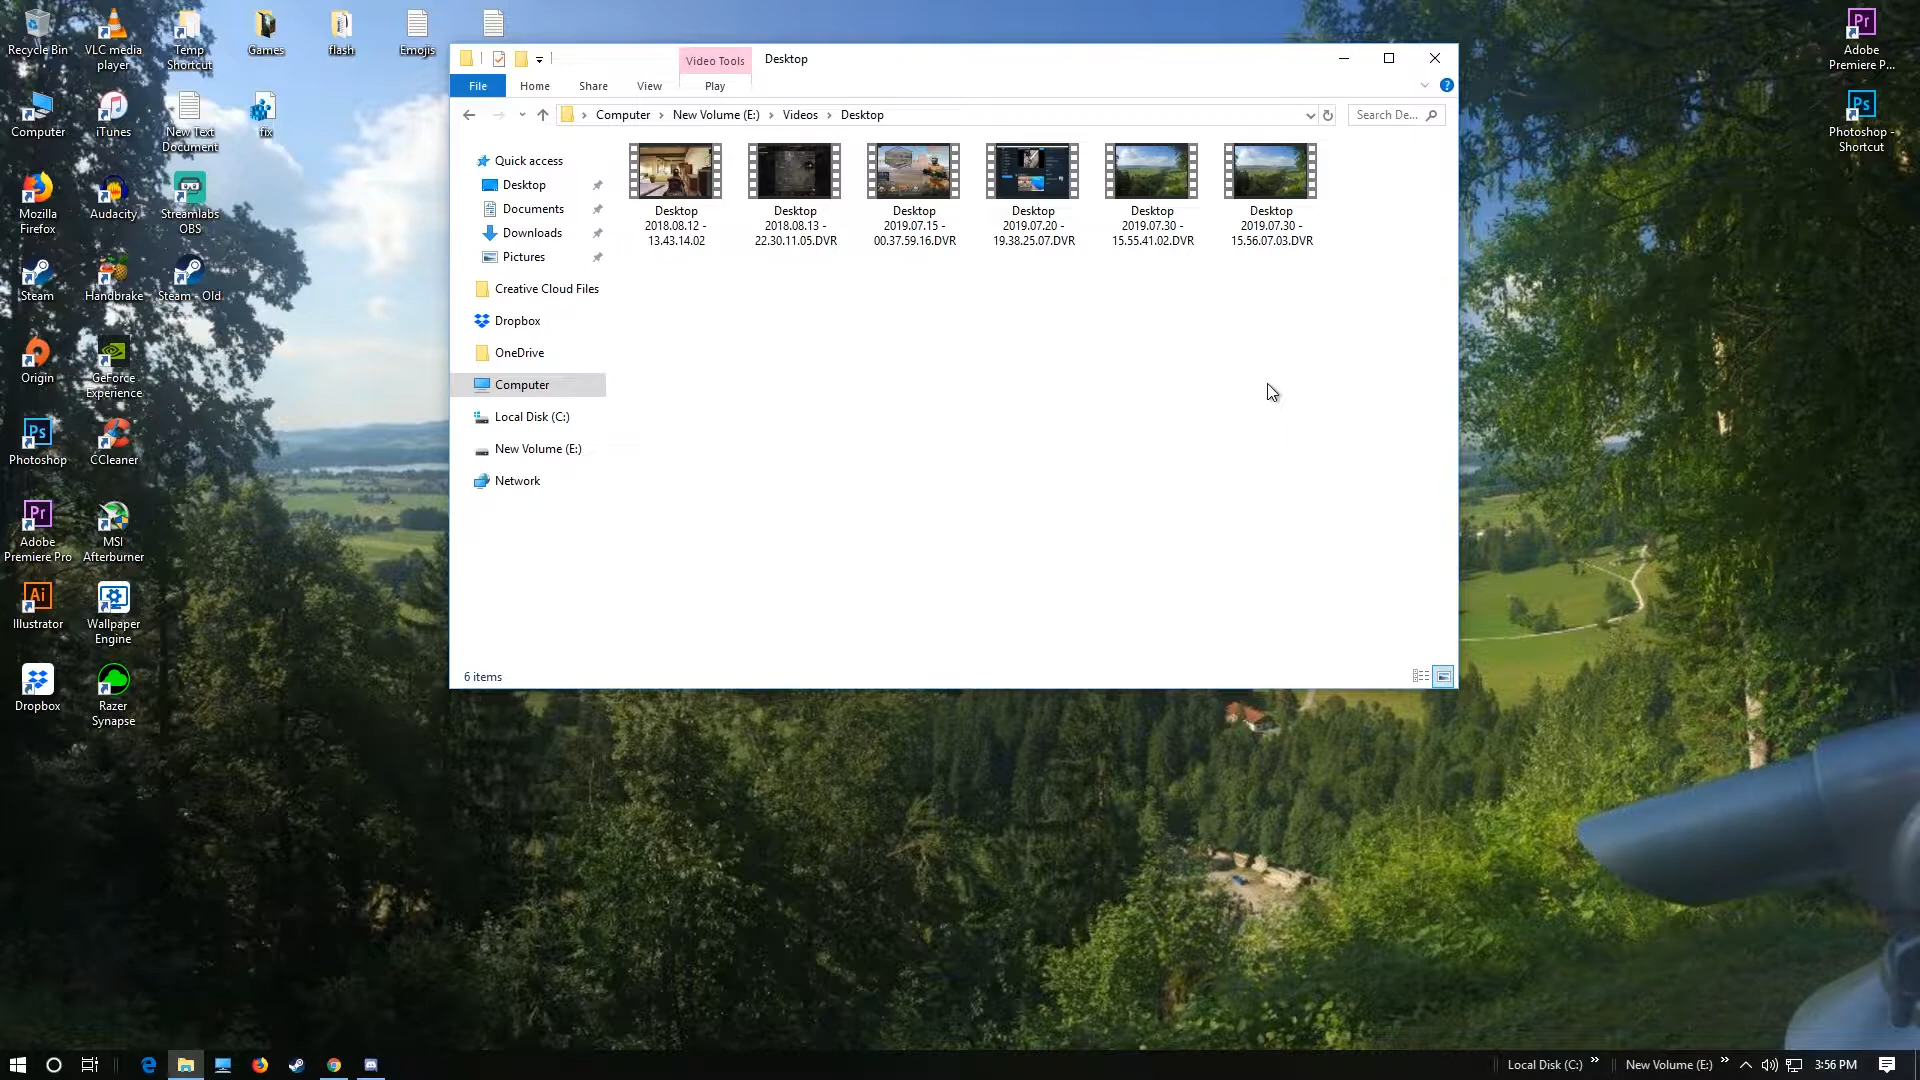 Recycle Bin
VLC media
player
Temp
Shortcut
Games
flash
Emojis
Computer
iTunes
New Text
Document
fix
Mozilla
Firefox
Audacity
Streamlabs
OBS
Steam
Handbrake
Steam - Old
Origin
GeForce
Experience
Photoshop
CCleaner
Adobe
Premiere Pro
MSI
Afterburner
Illustrator
Wallpaper
Engine
Dropbox
Razer
Synapse
Video Tools
Desktop
File
Home
Share
View
Play
Computer
New Volume (E:)
Videos
Desktop
Search De...
Quick access
Desktop
Documents
Downloads
Pictures
Creative Cloud Files
Dropbox
OneDrive
Computer
Local Disk (C:)
New Volume (E:)
Network
Desktop
2018.08.12 -
13.43.14.02
Desktop
2018.08.13 -
22.30.11.05.DVR
Desktop
2019.07.15 -
00.37.59.16.DVR
Desktop
2019.07.20 -
19.38.25.07.DVR
Desktop
2019.07.30 -
15.55.41.02.DVR
Desktop
2019.07.30 -
15.56.07.03.DVR
6 items
Adobe
Premiere P...
Photoshop -
Shortcut
Local Disk (C:)
New Volume (E:)
3:56 PM